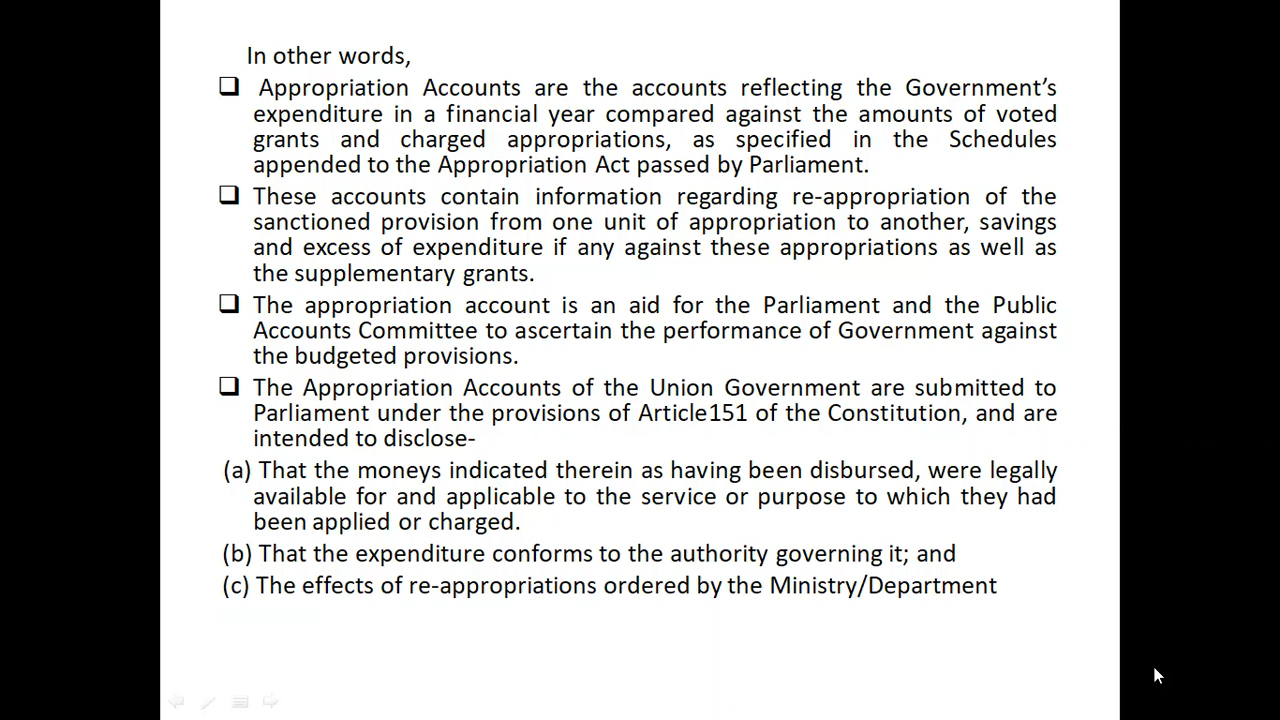 In other words,
❑ Appropriation Accounts are the accounts reflecting the Government’s
expenditure in a financial year compared against the amounts of voted
grants and charged appropriations, as specified in the Schedules
appended to the Appropriation Act passed by Parliament.
❑ These accounts contain information regarding re-appropriation of the
sanctioned provision from one unit of appropriation to another, savings
and excess of expenditure if any against these appropriations as well as
the supplementary grants.
❑ The appropriation account is an aid for the Parliament and the Public
Accounts Committee to ascertain the performance of Government against
the budgeted provisions.
❑ The Appropriation Accounts of the Union Government are submitted to
Parliament under the provisions of Article151 of the Constitution, and are
intended to disclose-
(a) That the moneys indicated therein as having been disbursed, were legally
available for and applicable to the service or purpose to which they had
been applied or charged.
(b) That the expenditure conforms to the authority governing it; and
(c) The effects of re-appropriations ordered by the Ministry/Department